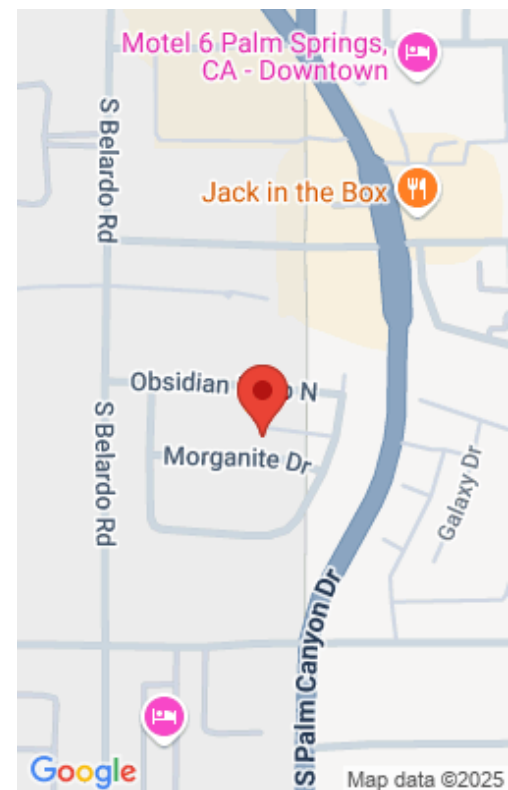 Motel 6 Palm Springs,
CA - Downtown
S Belardo Rd
Jack in the Box
Obsidian
N
S Belardo Rd
Morganite Dr
Galaxy Dr
S Palm Canyon Dr
Google
Map data ©2025